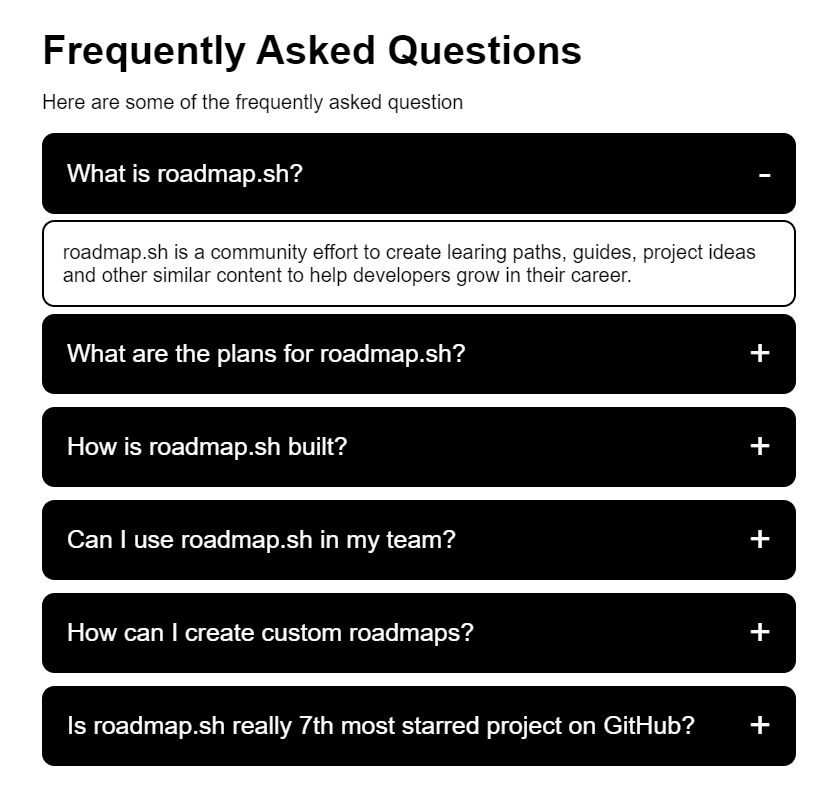 Frequently Asked Questions
Here are some of the frequently asked question
What is roadmap.sh?
-
roadmap.sh is a community effort to create learing paths, guides, project ideas
and other similar content to help developers grow in their career.
What are the plans for roadmap.sh?
+
How is roadmap.sh built?
+
Can I use roadmap.sh in my team?
+
How can I create custom roadmaps?
+
Is roadmap.sh really 7th most starred project on GitHub?
+